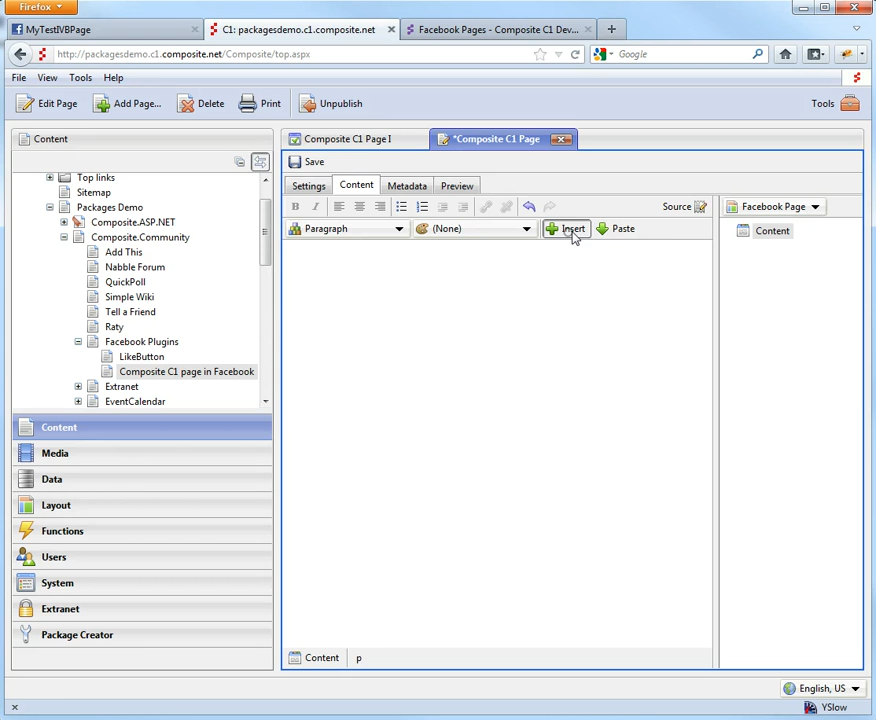 Firefox
MyTestIVBPage
C1: packagesdemo.c1.composite.net
Facebook Pages - Composite C1 Dev...
http://packagesdemo.c1.composite.net/Composite/top.aspx
Google
File View Tools Help
Edit Page
Add Page...
Delete
Print
Unpublish
Tools
Content
Composite C1 Page I
*Composite C1 Page
Save
Settings
Content
Metadata
Preview
B I
Source
Facebook Page
Paragraph
(None)
Insert
Paste
Content
Top links
Sitemap
Packages Demo
Composite.ASP.NET
Composite.Community
Add This
Nabble Forum
QuickPoll
Simple Wiki
Tell a Friend
Raty
Facebook Plugins
LikeButton
Composite C1 page in Facebook
Extranet
EventCalendar
Content
Media
Data
Layout
Functions
Users
System
Extranet
Package Creator
Content
p
English, US
YSlow